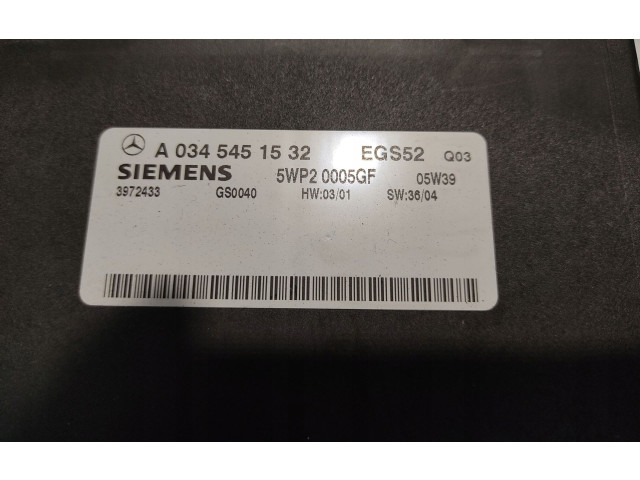 A 034 545 15 32 EGS52 Q03
SIEMENS 5WP2 0005GF 05W39
3972433 GS0040 HW:03/01 SW:36/04